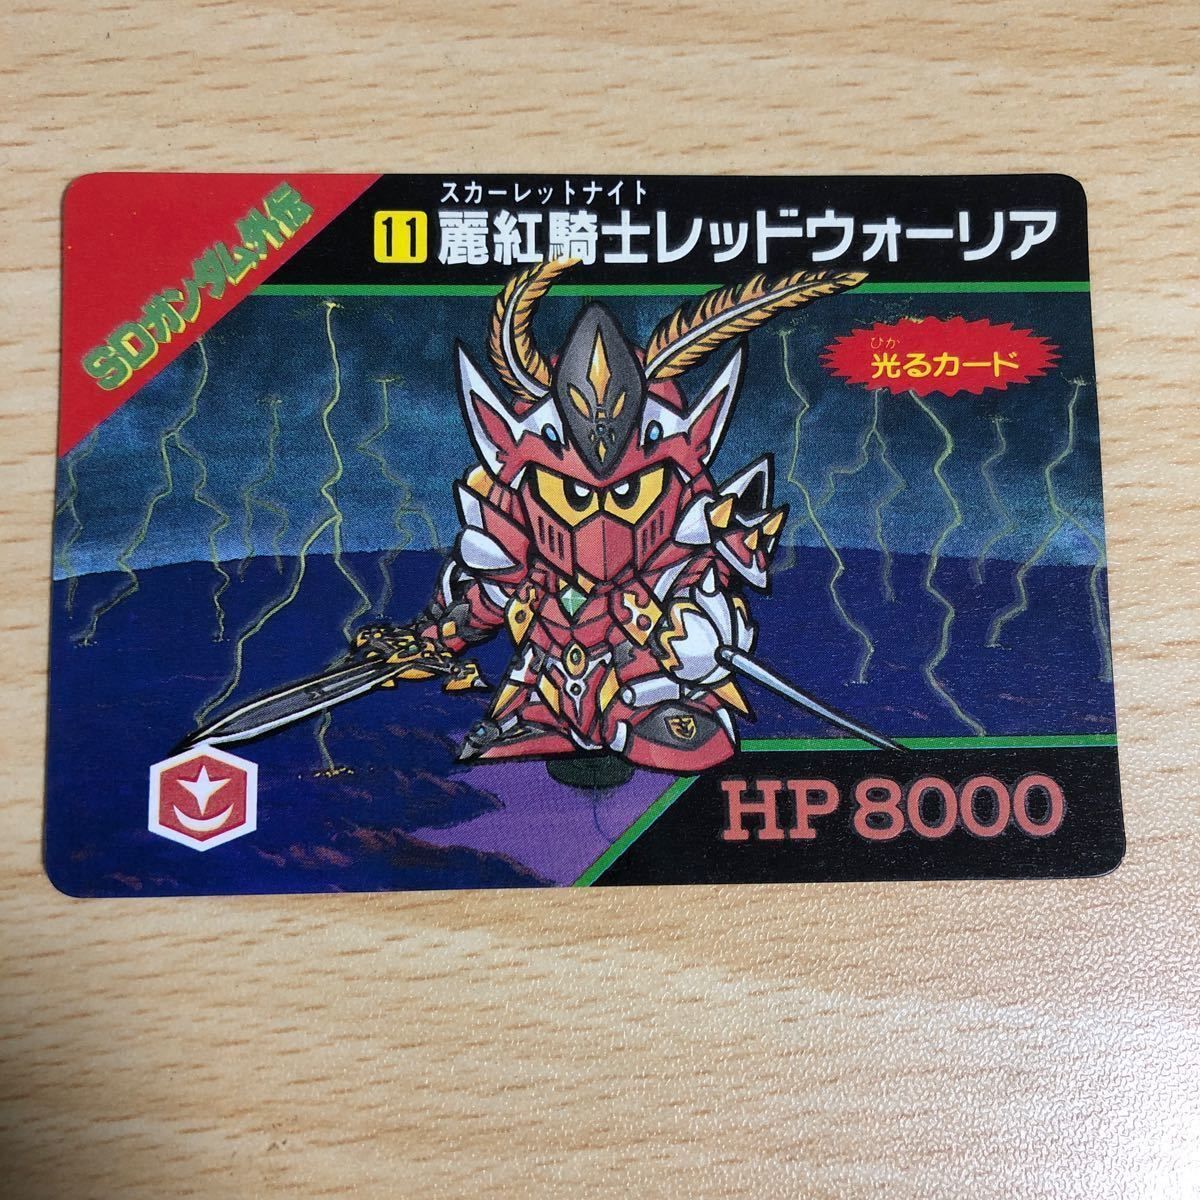 SDガンダム外伝
スカーレットナイト
11 麗紅騎士レッドウォーリア
ひか
光るカード
HP 8000